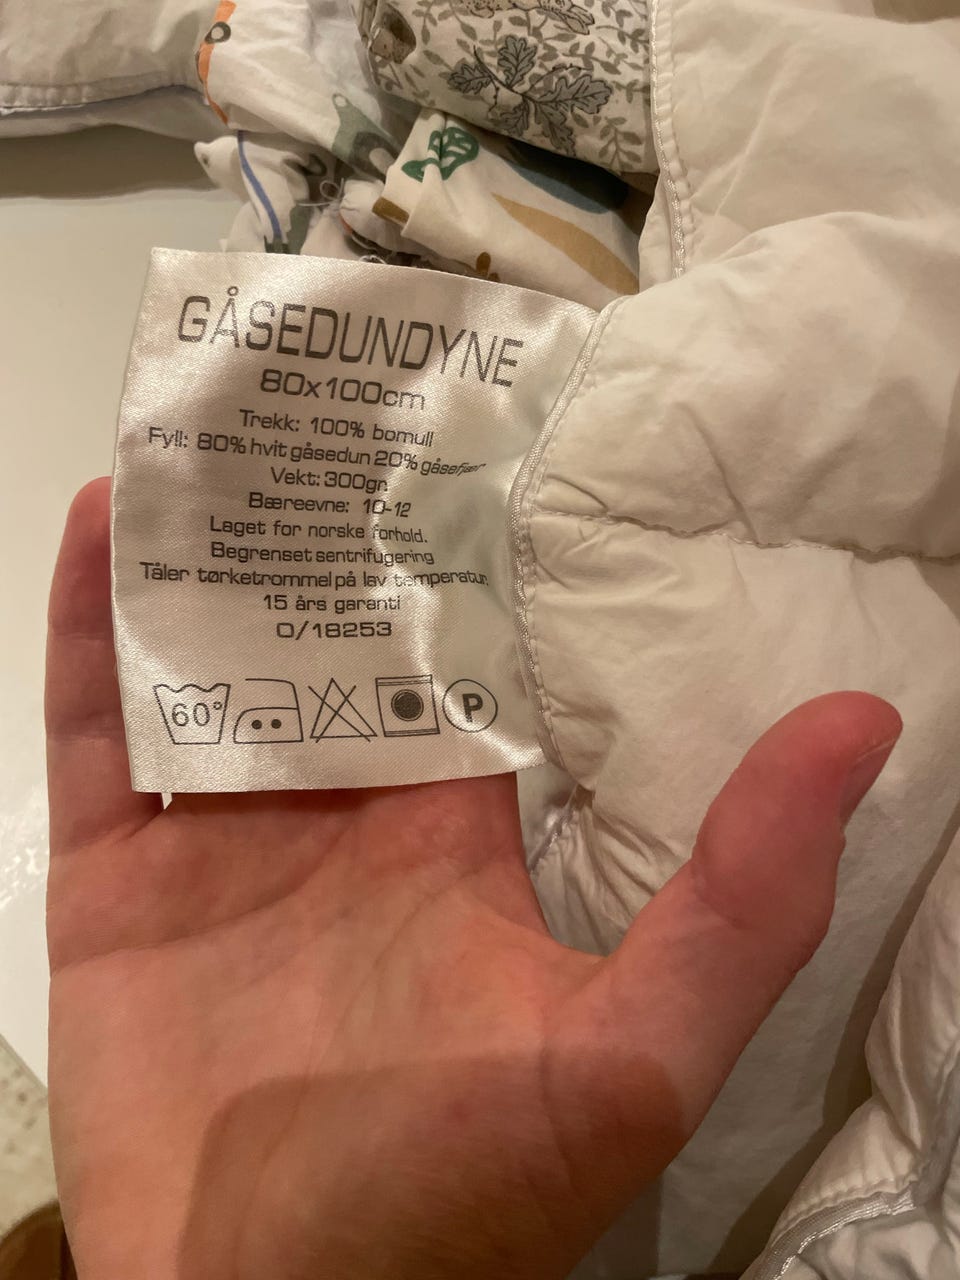 GÅSEDUNDYNE
80x100cm
Trekk: 100% bomull
Fyll: 80% hvit gåsedun 20% gåsefjær
Vekt: 300gr.
Bæreevne: 10-12
Laget for norske forhold.
Begrenset sentrifugering
Tåler tørketrommel på lav temperatur.
15 års garanti
O/18253
60° P